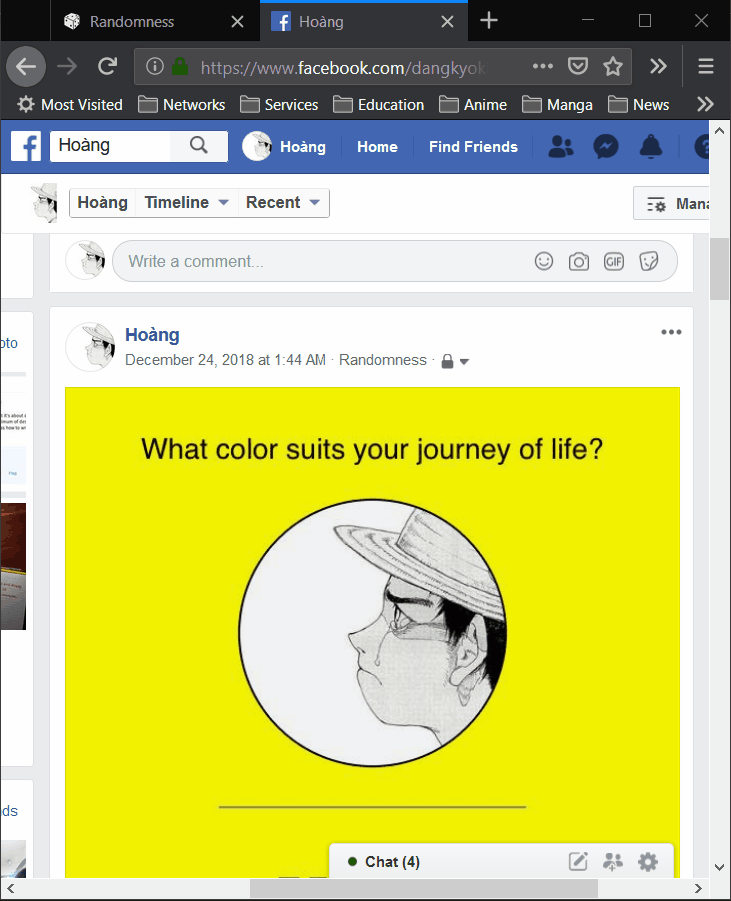 Randomness
Hoàng
https://www.facebook.com/dangkyok
Most Visited Networks Services Education Anime Manga News
Hoàng
Hoàng Home Find Friends
Hoàng Timeline Recent
Mana
Write a comment...
GIF
oto
Hoàng
December 24, 2018 at 1:44 AM · Randomness ·
What color suits your journey of life?
nds
Chat (4)